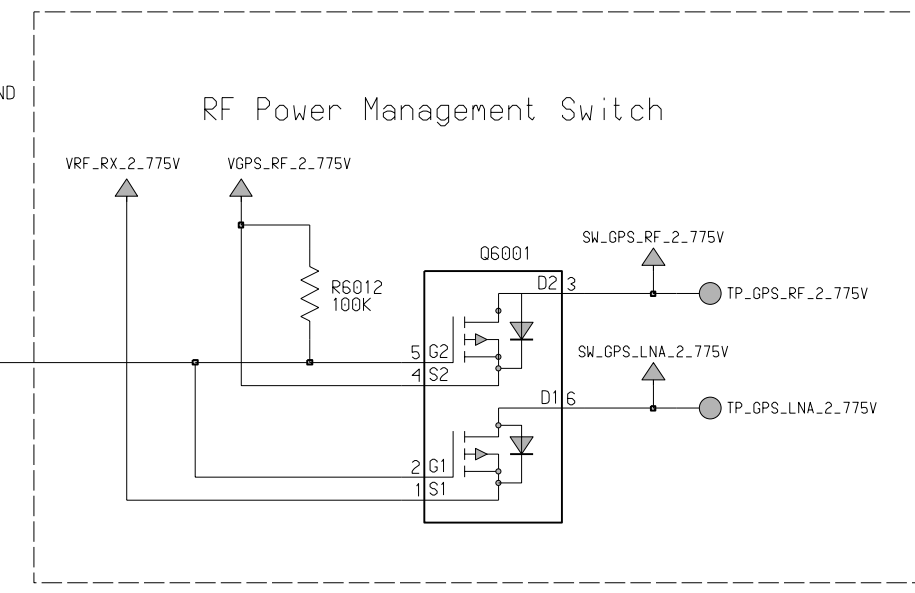 ND
RF Power Management Switch
VRF_RX_2_775V
VGPS_RF_2_775V
SW_GPS_RF_2_775V
Q6001
D2 3
TP_GPS_RF_2_775V
R6012
100K
SW_GPS_LNA_2_775V
5 G2
4 S2
D1 6
TP_GPS_LNA_2_775V
2 G1
1 S1